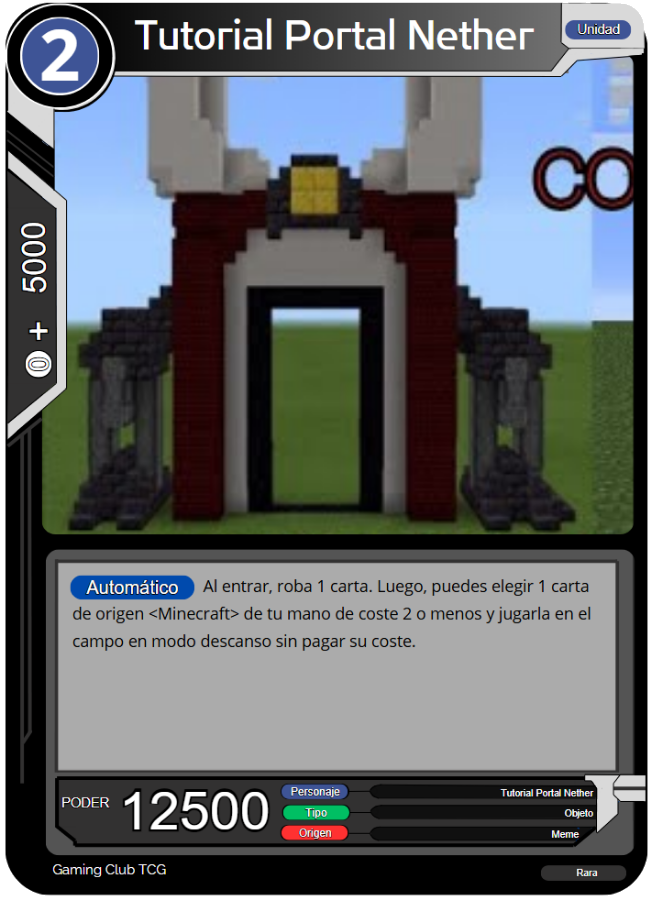 2
Tutorial Portal Nether
Unidad
CO
0 + 5000
Automático Al entrar, roba 1 carta. Luego, puedes elegir 1 carta
de origen <Minecraft> de tu mano de coste 2 o menos y jugarla en el
campo en modo descanso sin pagar su coste.
PODER 12500
Personaje Tutorial Portal Nether
Tipo Objeto
Origen Meme
Gaming Club TCG
Rara